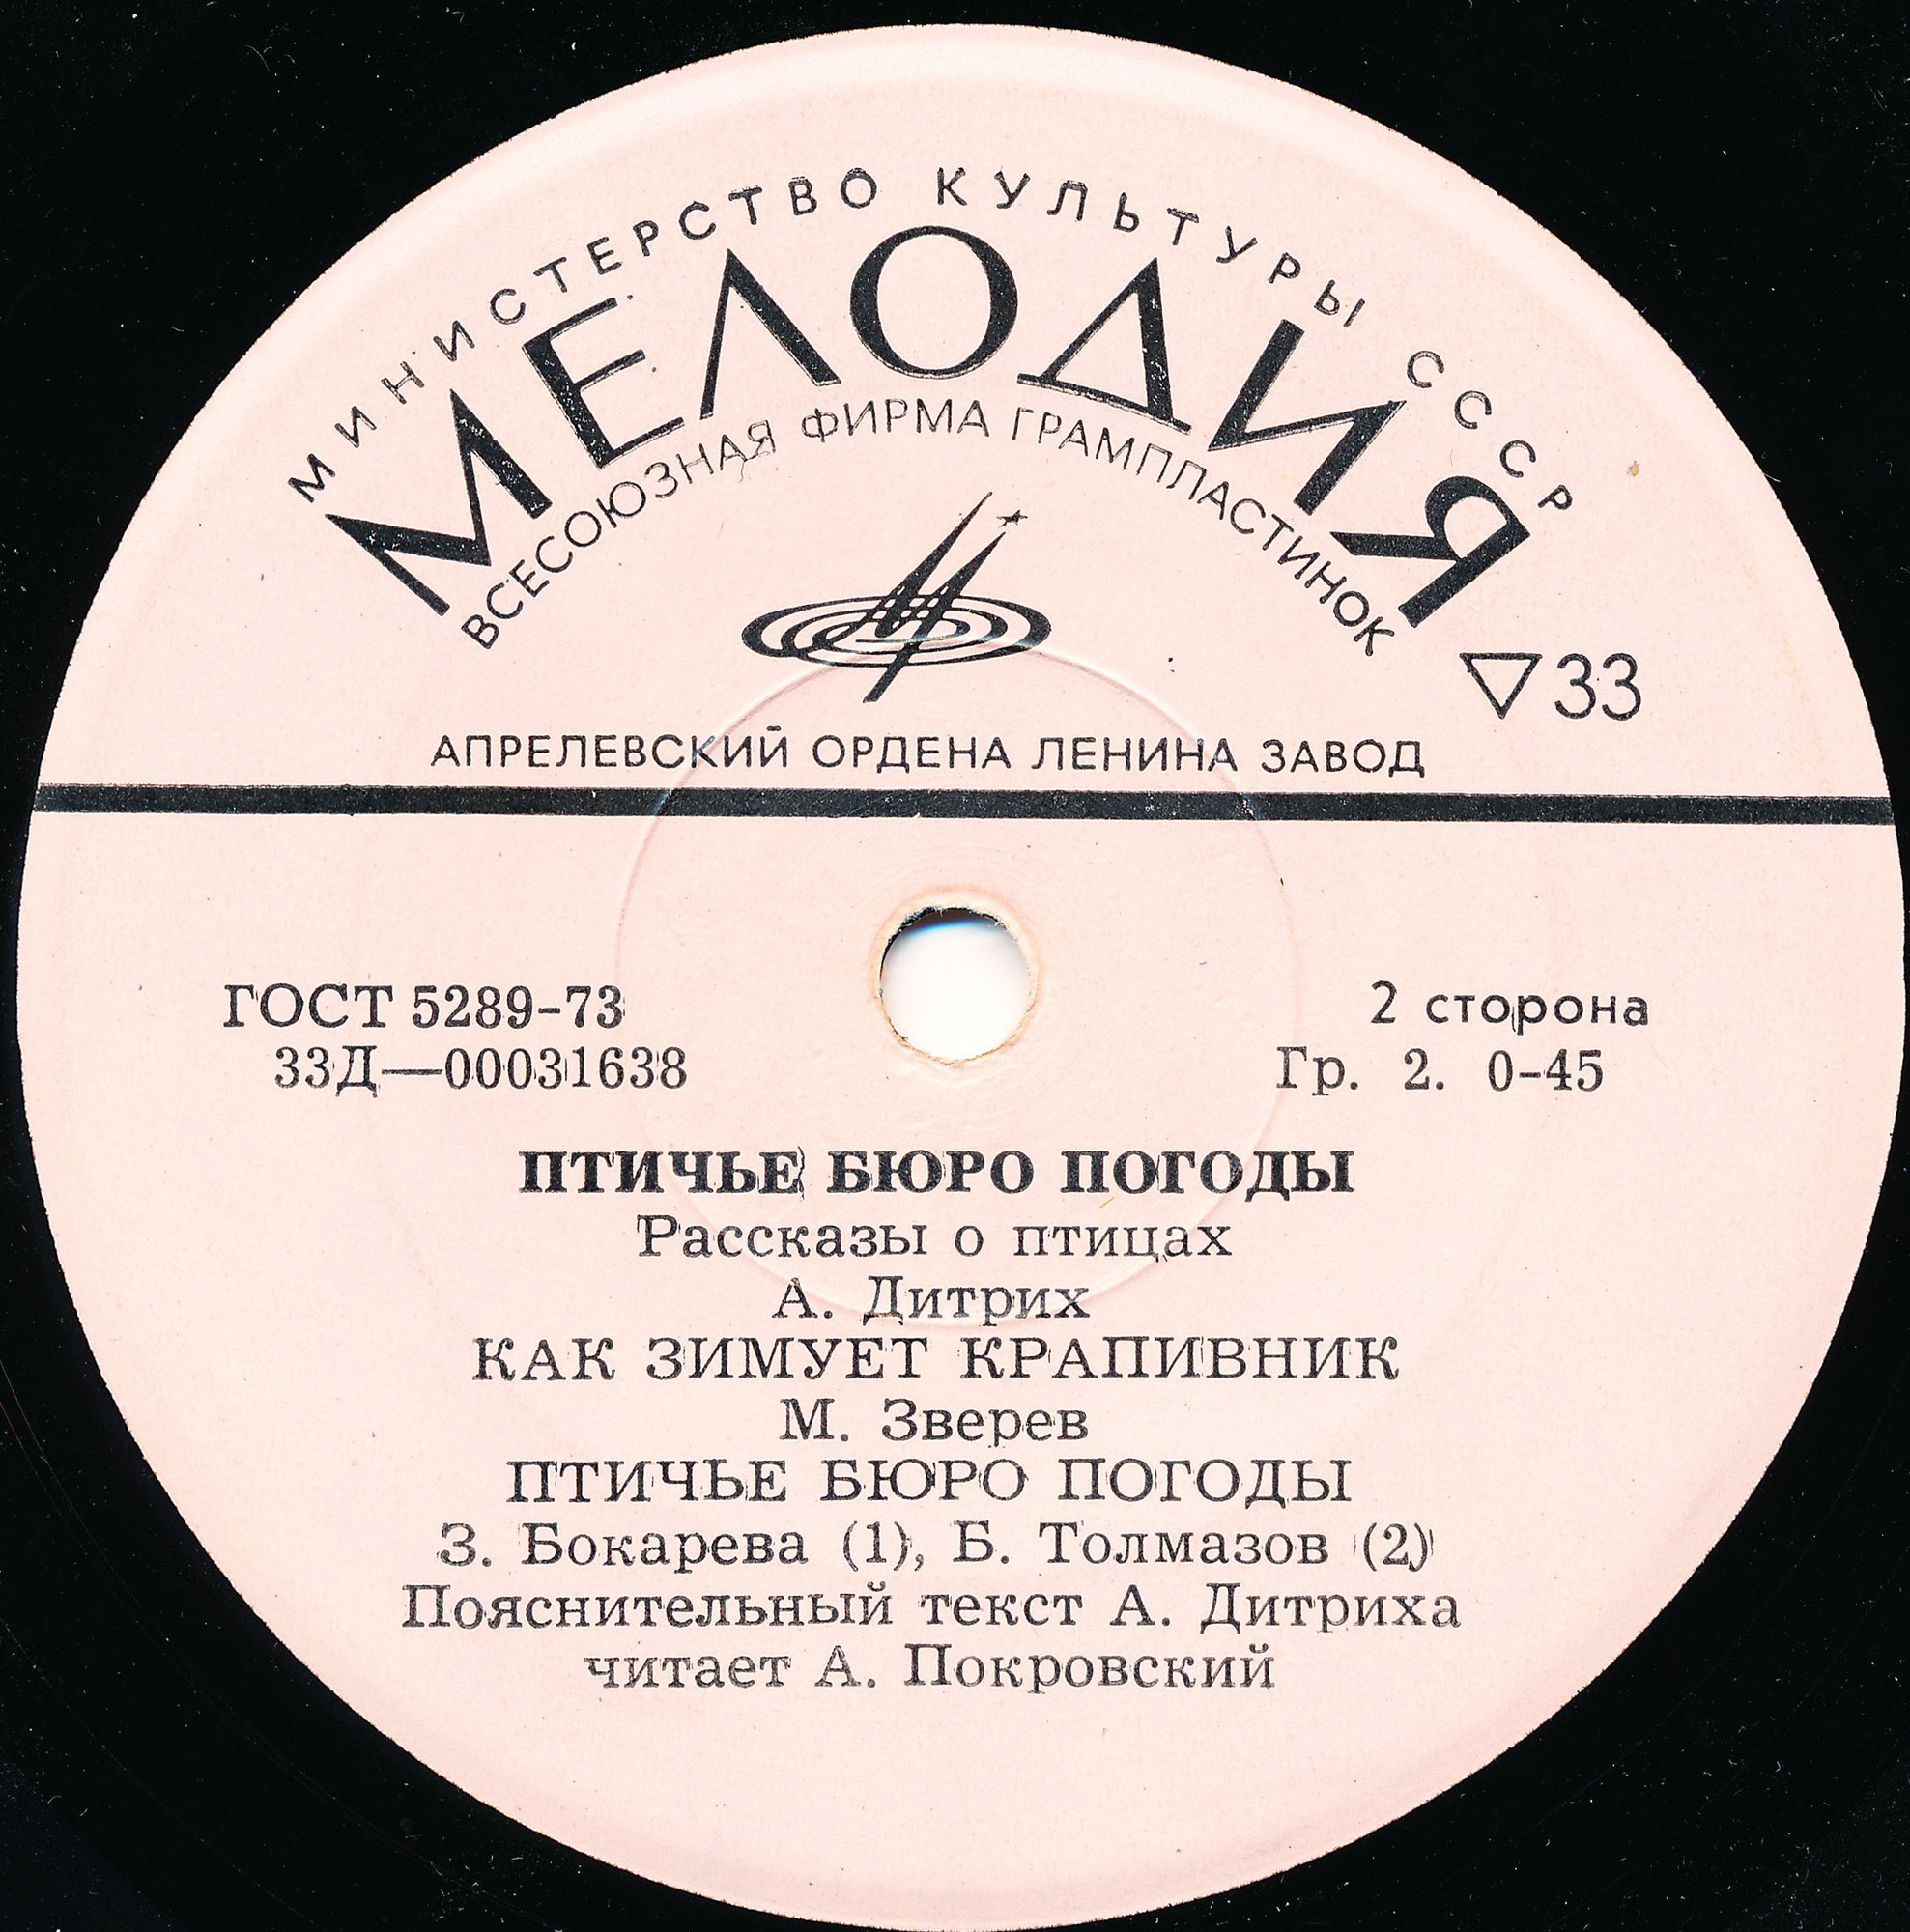 МИНИСТЕРСТВО КУЛЬТУРЫ СССР
МЕЛОДИЯ
ВСЕСОЮЗНАЯ ФИРМА ГРАМПЛАСТИНОК
33
АПРЕЛЕВСКИЙ ОРДЕНА ЛЕНИНА ЗАВОД
ГОСТ 5289-73
2 сторона
33Д—00031638
Гр. 2. 0-45
ПТИЧЬЕ БЮРО ПОГОДЫ
Рассказы о птицах
А. Дитрих
КАК ЗИМУЕТ КРАПИВНИК
М. Зверев
ПТИЧЬЕ БЮРО ПОГОДЫ
З. Бокарева (1), Б. Толмазов (2)
Пояснительный текст А. Дитриха
читает А. Покровский